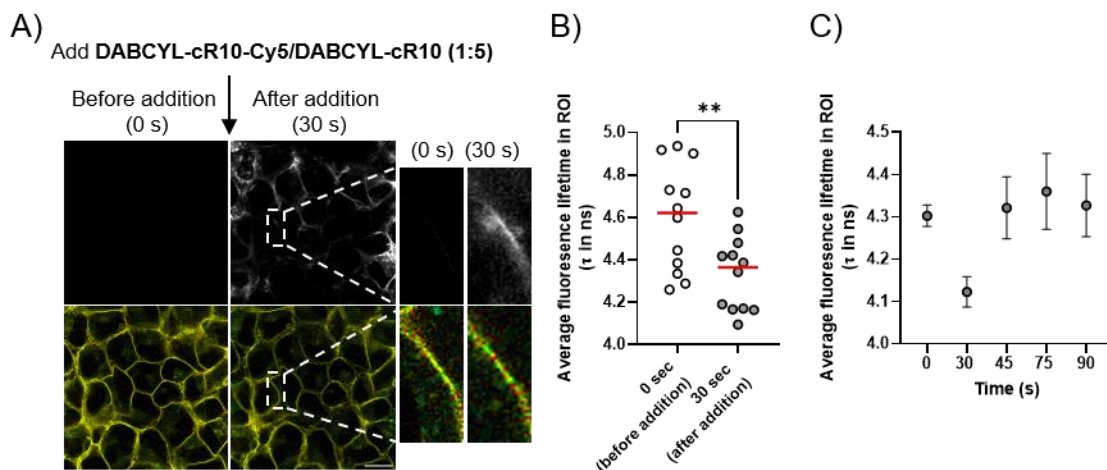 A)
Add DABCYL-cR10-Cy5/DABCYL-cR10 (1:5)
Before addition
(0 s)
After addition
(30 s)
(0 s) (30 s)
B)
**
Average fluoresence lifetime in ROI
(τ in ns)
5.0
4.8
4.6
4.4
4.2
4.0
0 sec
(before addition)
30 sec
(after addition)
C)
Average fluoresence lifetime in ROI
(τ in ns)
4.5
4.4
4.3
4.2
4.1
4.0
0 30 45 75 90
Time (s)